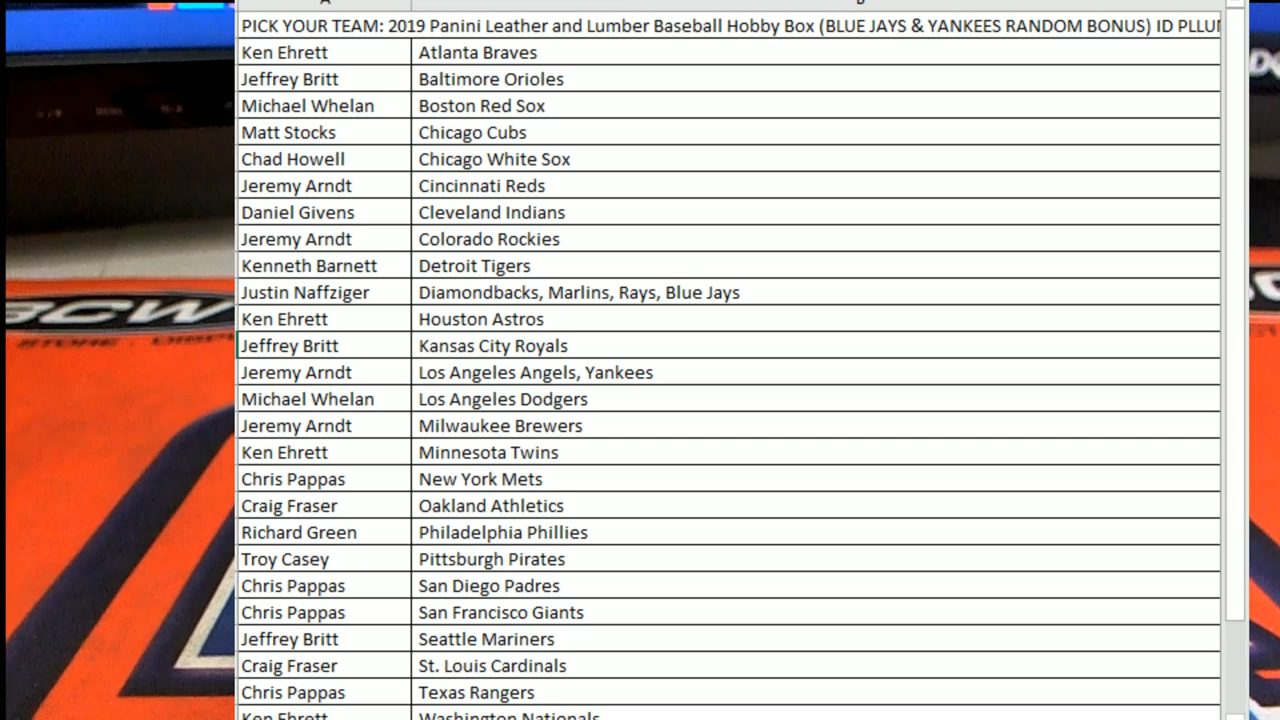 PICK YOUR TEAM: 2019 Panini Leather and Lumber Baseball Hobby Box (BLUE JAYS & YANKEES RANDOM BONUS) ID PLLUM
Ken Ehrett Atlanta Braves
Jeffrey Britt Baltimore Orioles
Michael Whelan Boston Red Sox
Matt Stocks Chicago Cubs
Chad Howell Chicago White Sox
Jeremy Arndt Cincinnati Reds
Daniel Givens Cleveland Indians
Jeremy Arndt Colorado Rockies
Kenneth Barnett Detroit Tigers
Justin Naffziger Diamondbacks, Marlins, Rays, Blue Jays
Ken Ehrett Houston Astros
Jeffrey Britt Kansas City Royals
Jeremy Arndt Los Angeles Angels, Yankees
Michael Whelan Los Angeles Dodgers
Jeremy Arndt Milwaukee Brewers
Ken Ehrett Minnesota Twins
Chris Pappas New York Mets
Craig Fraser Oakland Athletics
Richard Green Philadelphia Phillies
Troy Casey Pittsburgh Pirates
Chris Pappas San Diego Padres
Chris Pappas San Francisco Giants
Jeffrey Britt Seattle Mariners
Craig Fraser St. Louis Cardinals
Chris Pappas Texas Rangers
Ken Ehrett Washington Nationals
BCW